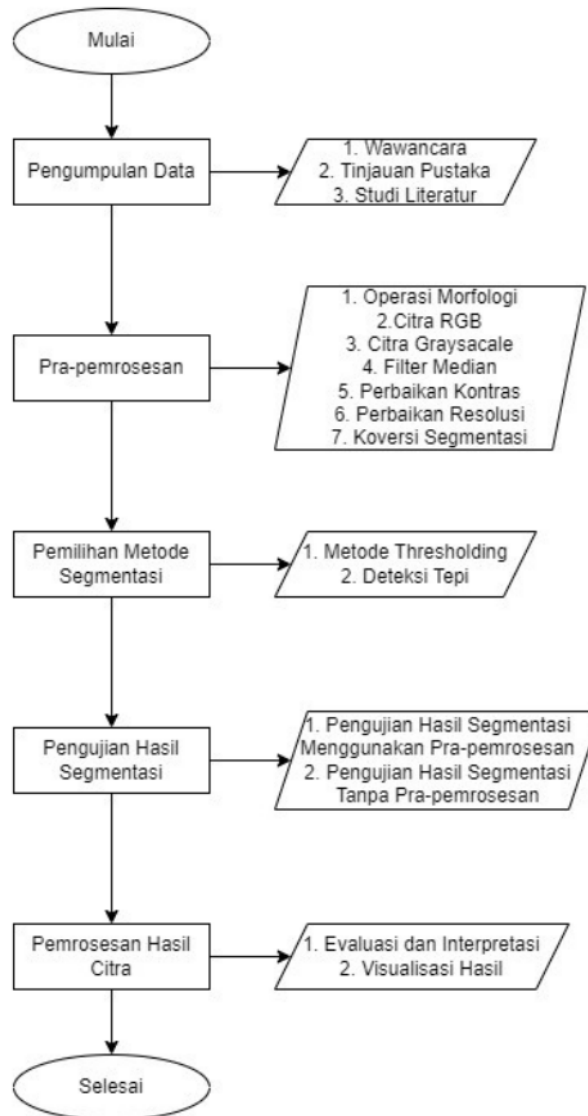 Mulai
Pengumpulan Data
1. Wawancara
2. Tinjauan Pustaka
3. Studi Literatur
Pra-pemrosesan
1. Operasi Morfologi
2.Citra RGB
3. Citra Graysacale
4. Filter Median
5. Perbaikan Kontras
6. Perbaikan Resolusi
7. Koversi Segmentasi
Pemilihan Metode
Segmentasi
1. Metode Thresholding
2. Deteksi Tepi
Pengujian Hasil
Segmentasi
1. Pengujian Hasil Segmentasi
Menggunakan Pra-pemrosesan
2. Pengujian Hasil Segmentasi
Tanpa Pra-pemrosesan
Pemrosesan Hasil
Citra
1. Evaluasi dan Interpretasi
2. Visualisasi Hasil
Selesai